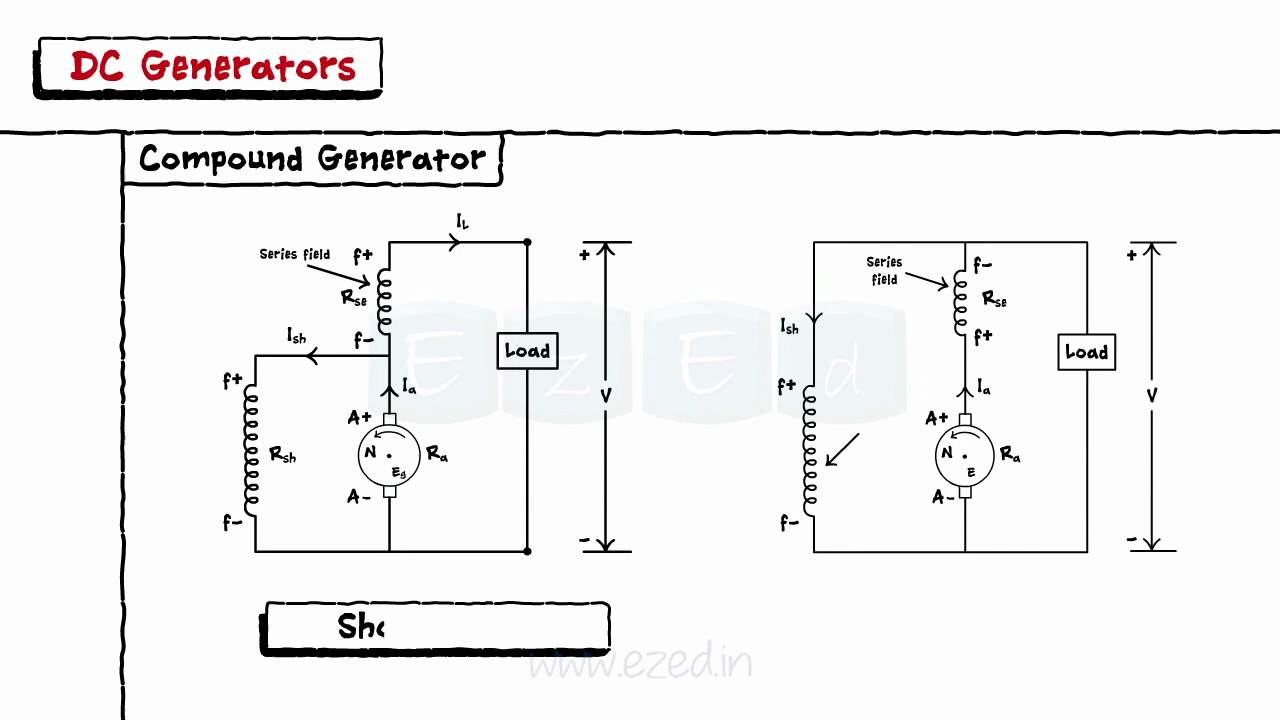 DC Generators
Compound Generator
IL
Series field
f+
Rse
f-
Ish
f+
Ia
A+
Rsh
N
Eg
Ra
A-
f-
Load
+
V
-
Series
field
f-
Rse
f+
Ish
f+
Ia
A+
N
E
Ra
A-
f-
Load
+
V
-
EzEd
www.ezed.in